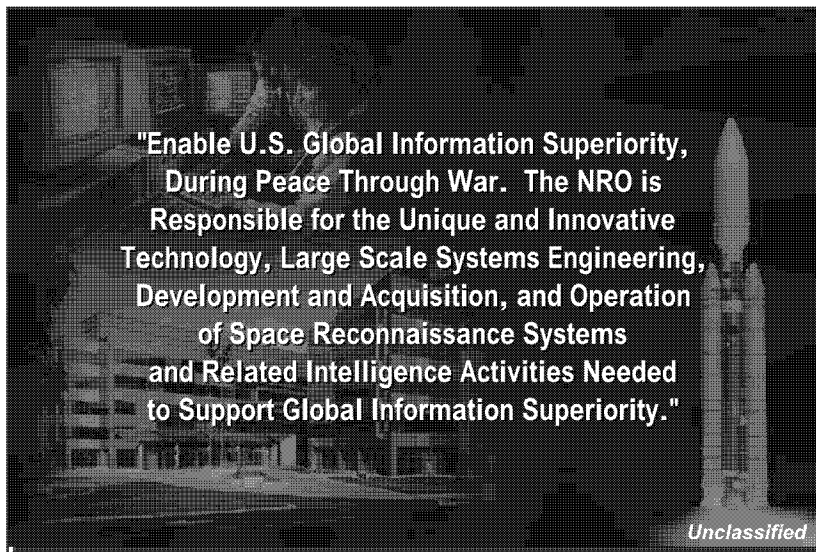 "Enable U.S. Global Information Superiority,
During Peace Through War. The NRO is
Responsible for the Unique and Innovative
Technology, Large Scale Systems Engineering,
Development and Acquisition, and Operation
of Space Reconnaissance Systems
and Related Intelligence Activities Needed
to Support Global Information Superiority."
Unclassified